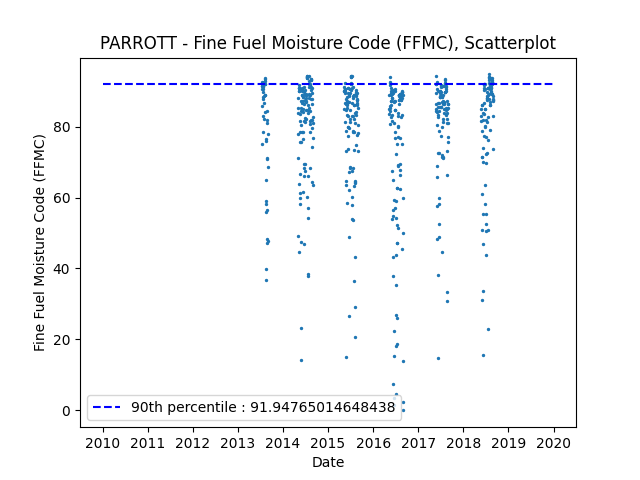 PARROTT - Fine Fuel Moisture Code (FFMC), Scatterplot
Fine Fuel Moisture Code (FFMC)
80
60
40
20
0
90th percentile : 91.94765014648438
2010 2011 2012 2013 2014 2015 2016 2017 2018 2019 2020
Date